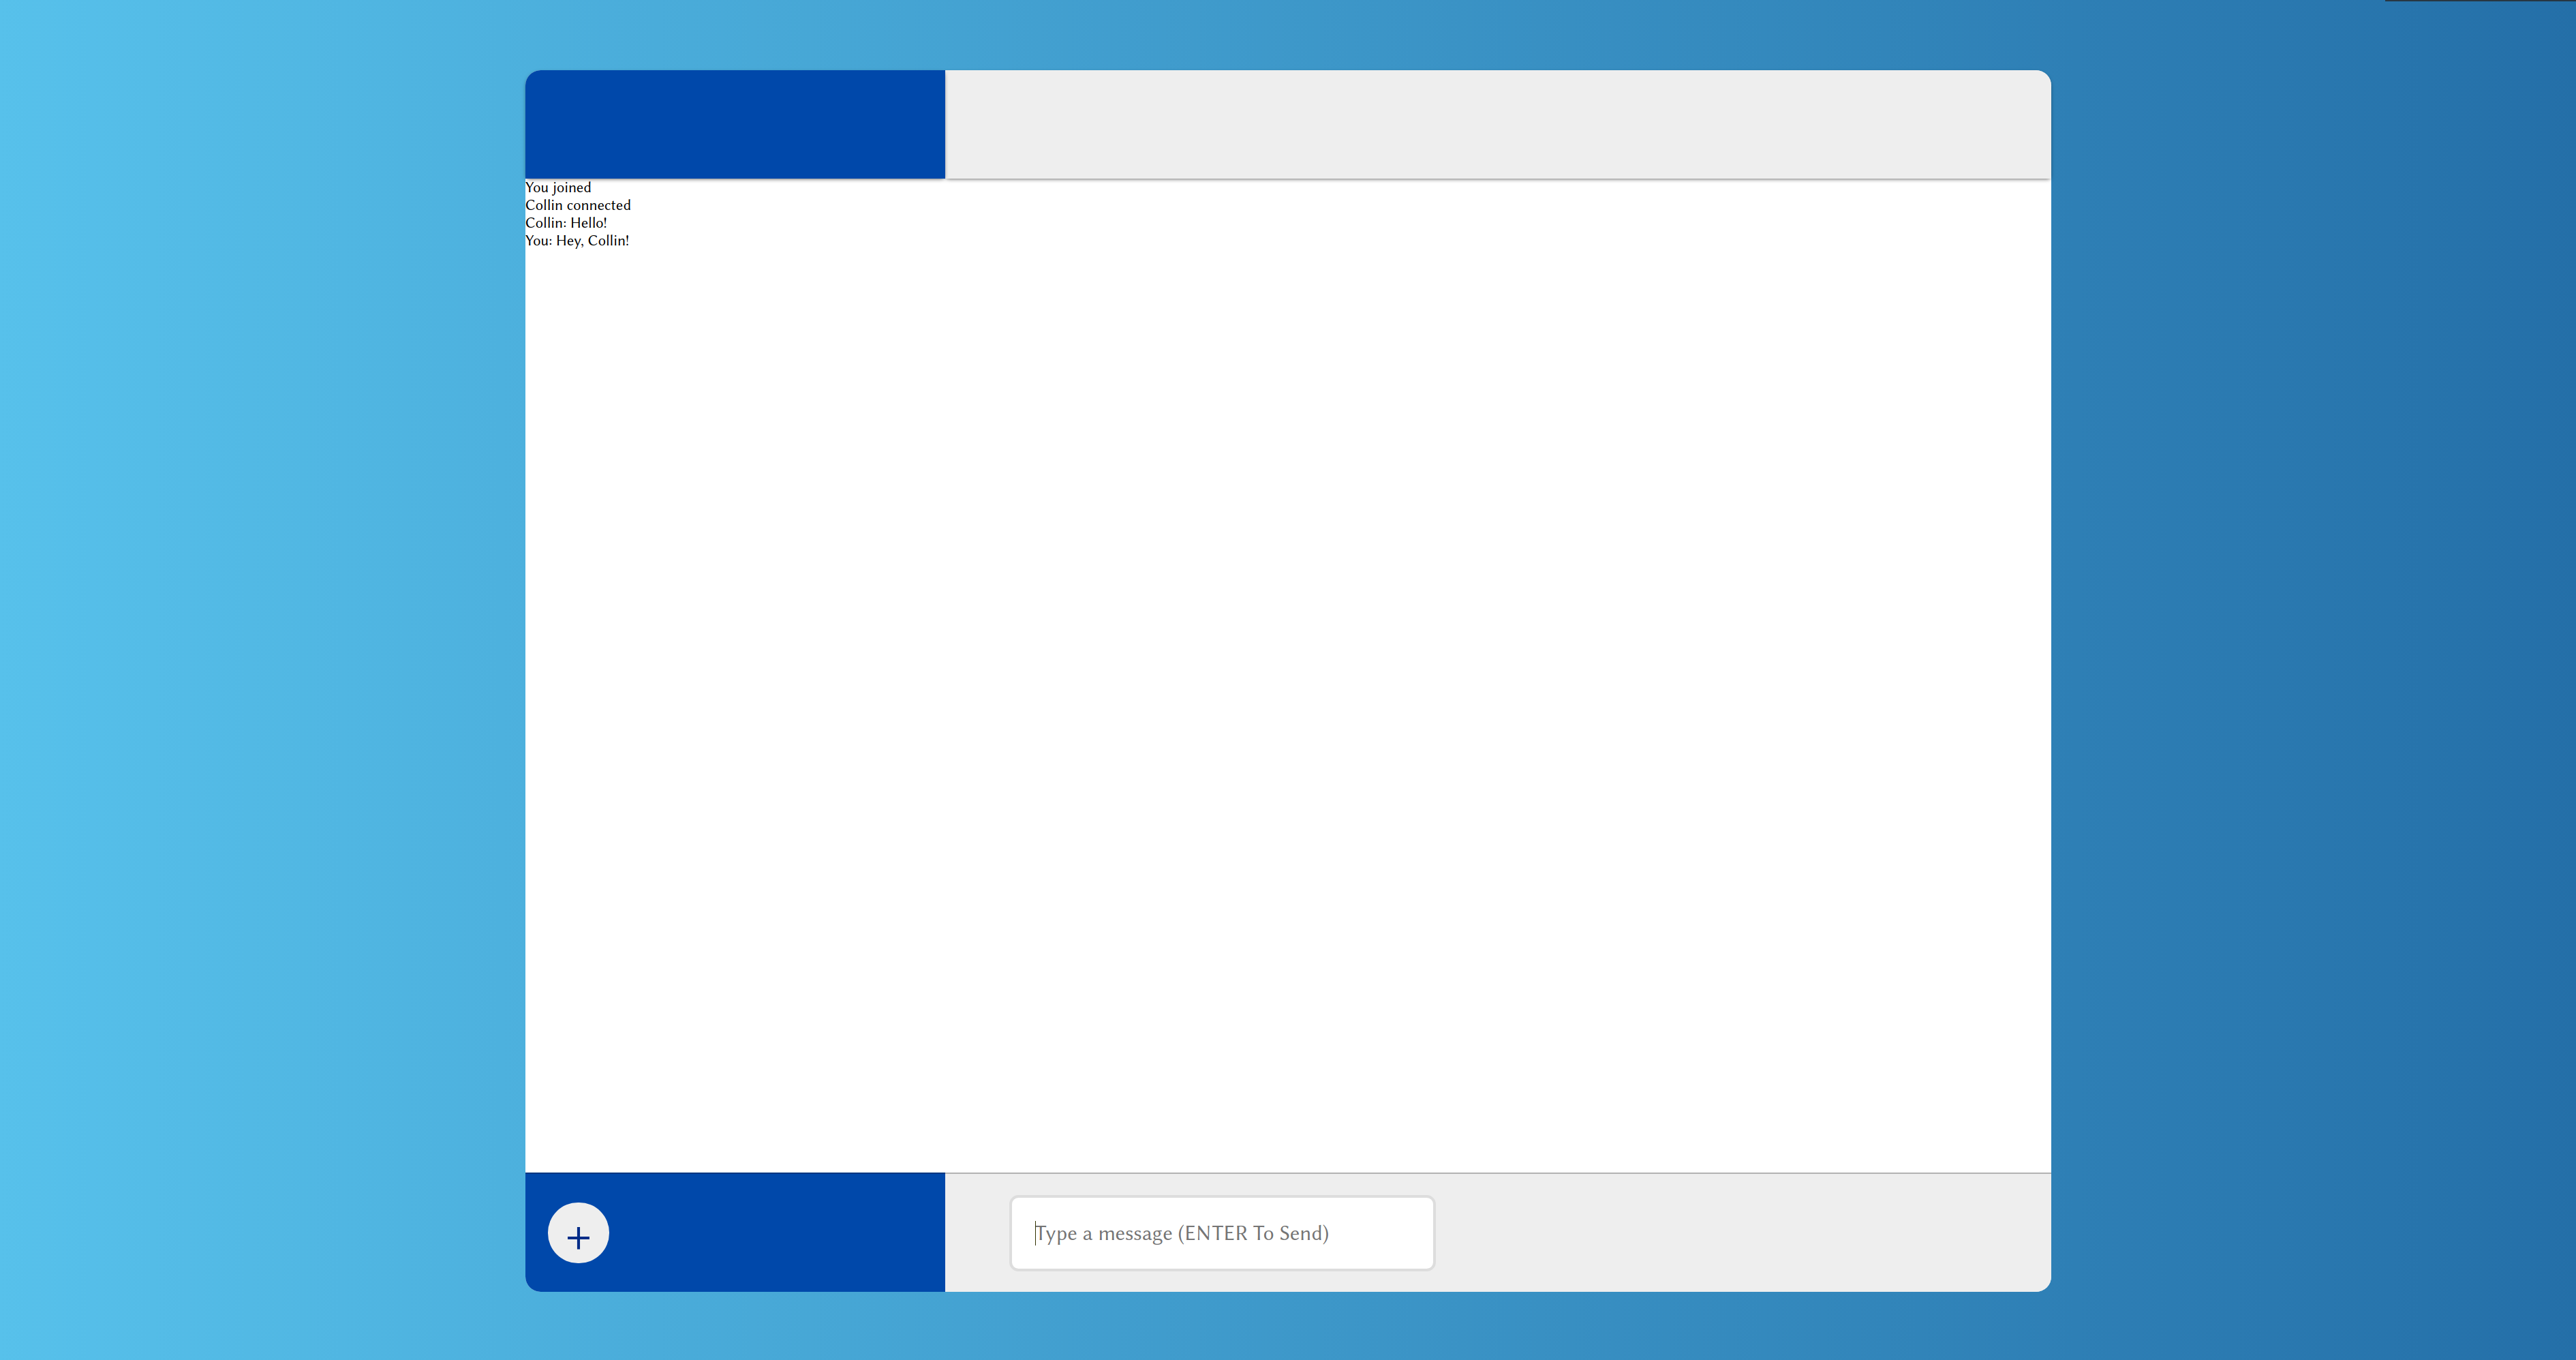 You joined
Collin connected
Collin: Hello!
You: Hey, Collin!
+
Type a message (ENTER To Send)